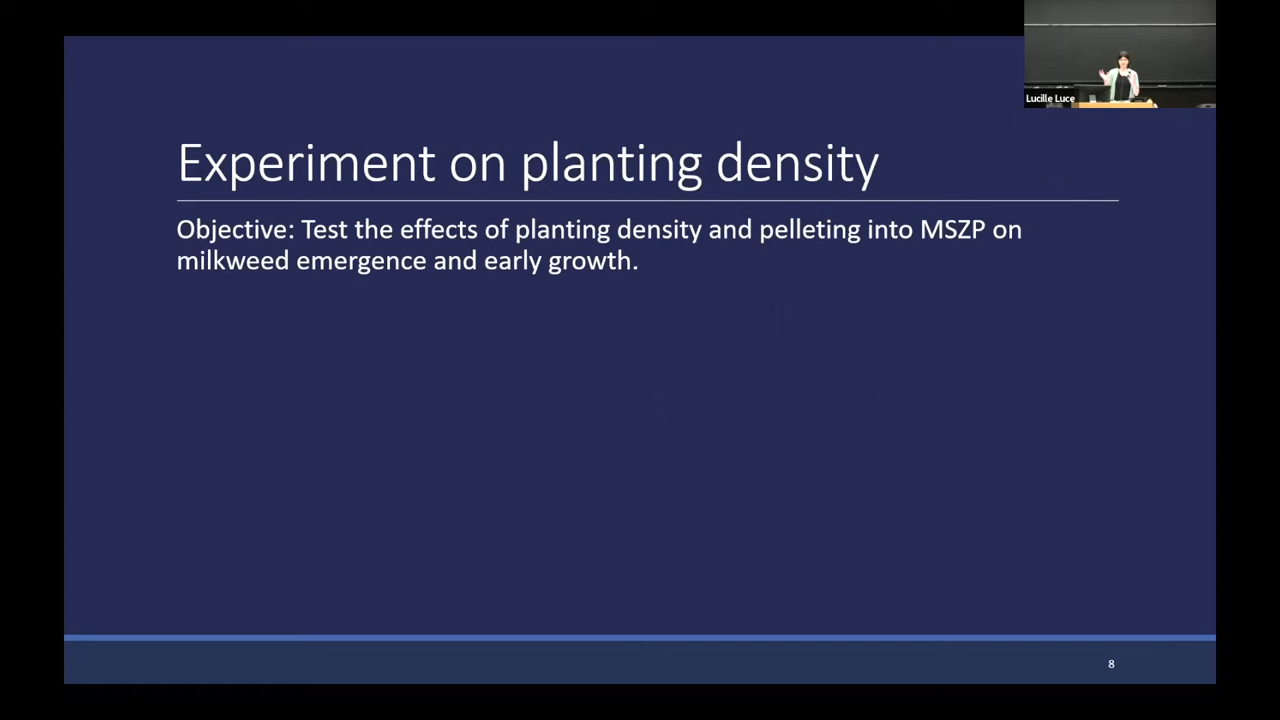 Lucille Luce
Experiment on planting density
Objective: Test the effects of planting density and pelleting into MSZP on
milkweed emergence and early growth.
8